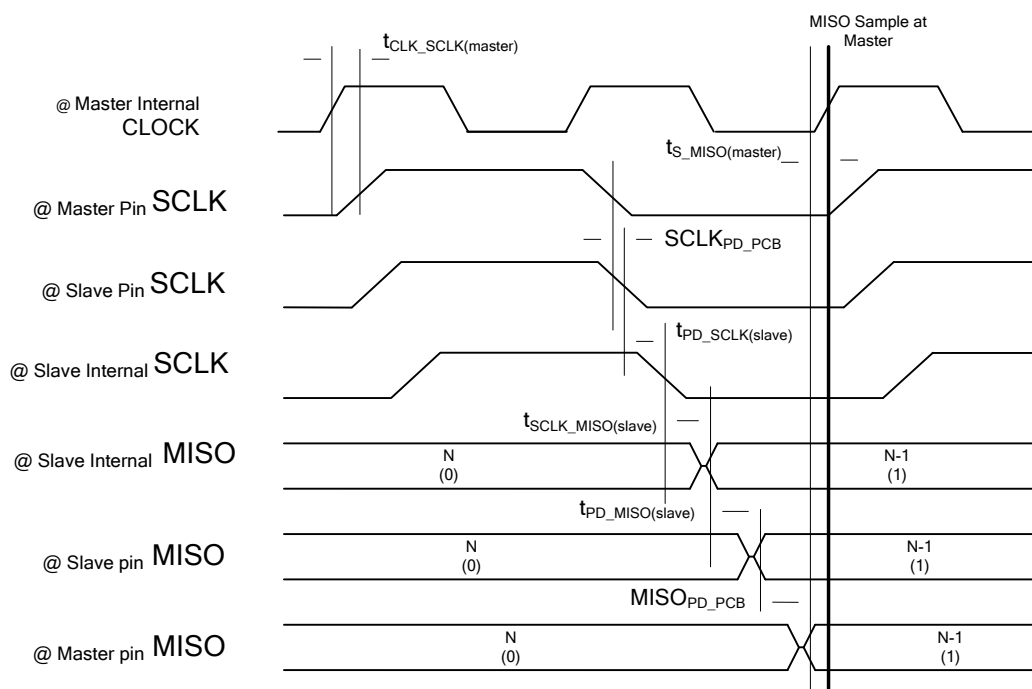 MISO Sample at
Master
tCLK_SCLK(master)
@ Master Internal
CLOCK
tS_MISO(master)
@ Master Pin SCLK
SCLKPD_PCB
@ Slave Pin SCLK
tPD_SCLK(slave)
@ Slave Internal SCLK
tSCLK_MISO(slave)
@ Slave Internal MISO
N
(0)
N-1
(1)
tPD_MISO(slave)
@ Slave pin MISO
N
(0)
N-1
(1)
MISOPD_PCB
@ Master pin MISO
N
(0)
N-1
(1)